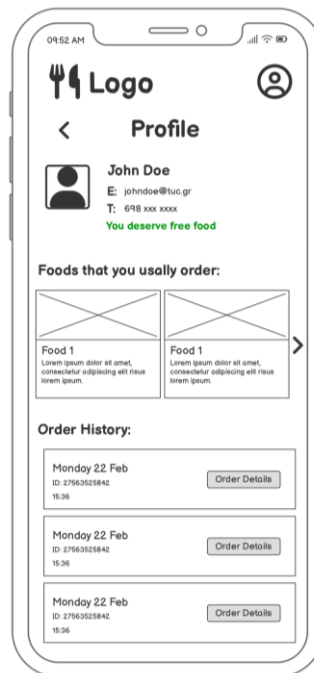 09:52 AM
Logo
Profile
John Doe
E: johndoe@tuc.gr
T: 698 xxx xxxx
You deserve free food
Foods that you usally order:
Food 1
Lorem ipsum dolor sit amet,
consectetur adipiscing elit risus
lorem ipsum.
Food 1
Lorem ipsum dolor sit amet,
consectetur adipiscing elit risus
lorem ipsum.
Order History:
Monday 22 Feb
ID: 27563525842
15:36
Order Details
Monday 22 Feb
ID: 27563525842
15:36
Order Details
Monday 22 Feb
ID: 27563525842
15:36
Order Details